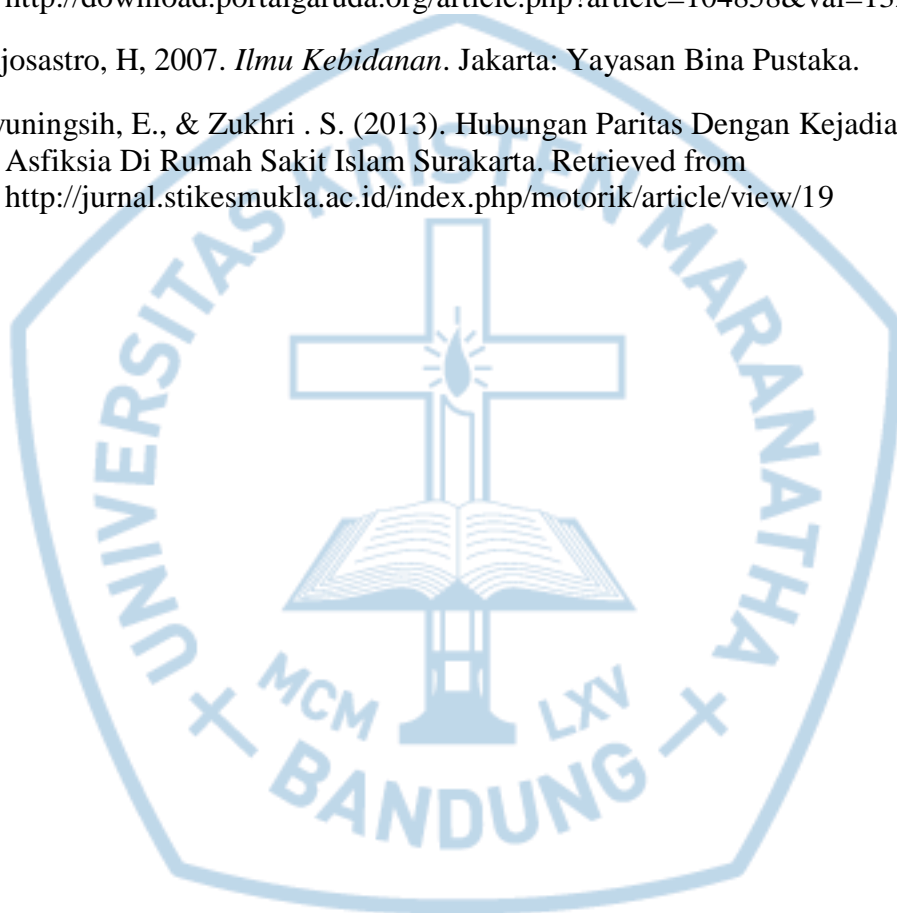 http://download.portalgaruda.org/article.php?article=104858&val=
josastro, H, 2007. Ilmu Kebidanan. Jakarta: Yayasan Bina Pustaka.
yuningsih, E., & Zukhri . S. (2013). Hubungan Paritas Dengan Kejadia
Asfiksia Di Rumah Sakit Islam Surakarta. Retrieved from
http://jurnal.stikesmukla.ac.id/index.php/motorik/article/view/19
UNIVERSITAS KRISTEN MARANATHA
MCM LXV
BANDUNG